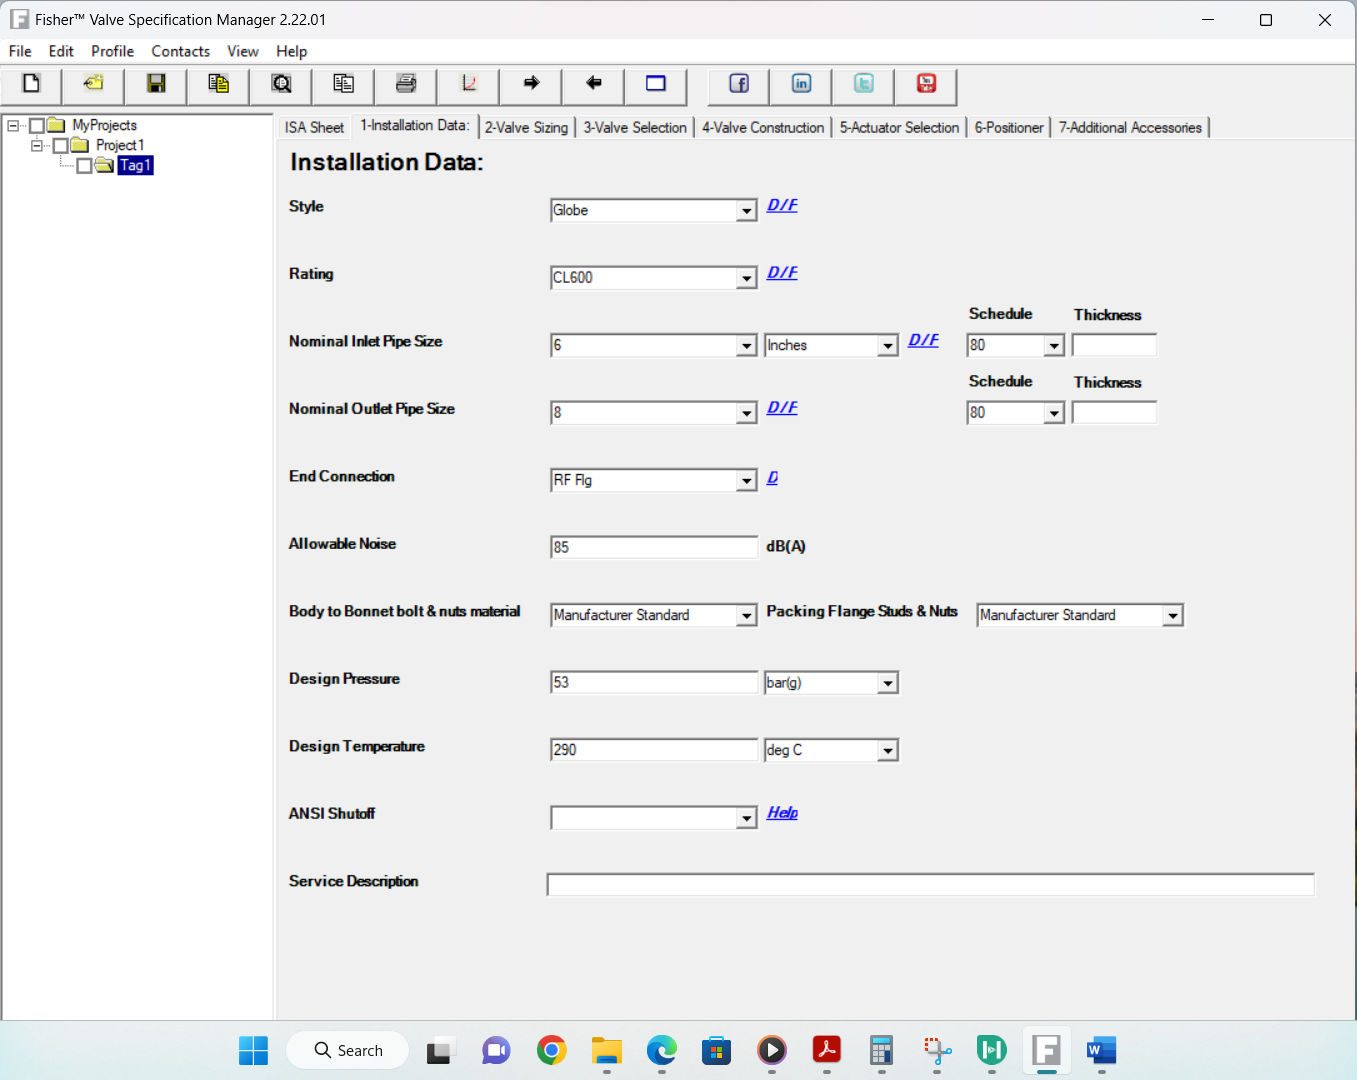 Fisher™ Valve Specification Manager 2.22.01
File Edit Profile Contacts View Help
MyProjects
Project1
Tag1
ISA Sheet 1-Installation Data: 2-Valve Sizing 3-Valve Selection 4-Valve Construction 5-Actuator Selection 6-Positioner 7-Additional Accessories
Installation Data:
Style Globe D/F
Rating CL600 D/F
Schedule Thickness
Nominal Inlet Pipe Size 6 Inches D/F 80
Schedule Thickness
Nominal Outlet Pipe Size 8 D/F 80
End Connection RF Flg D
Allowable Noise 85 dB(A)
Body to Bonnet bolt & nuts material Manufacturer Standard Packing Flange Studs & Nuts Manufacturer Standard
Design Pressure 53 bar(g)
Design Temperature 290 deg C
ANSI Shutoff Help
Service Description
Search